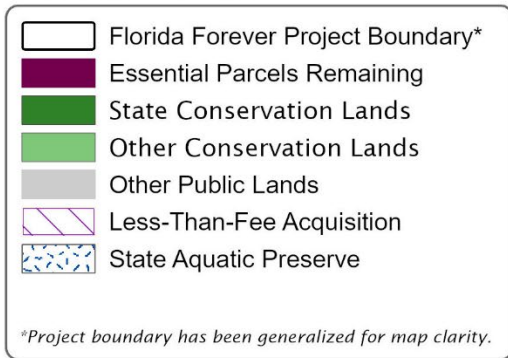 Florida Forever Project Boundary*
Essential Parcels Remaining
State Conservation Lands
Other Conservation Lands
Other Public Lands
Less-Than-Fee Acquisition
State Aquatic Preserve
*Project boundary has been generalized for map clarity.